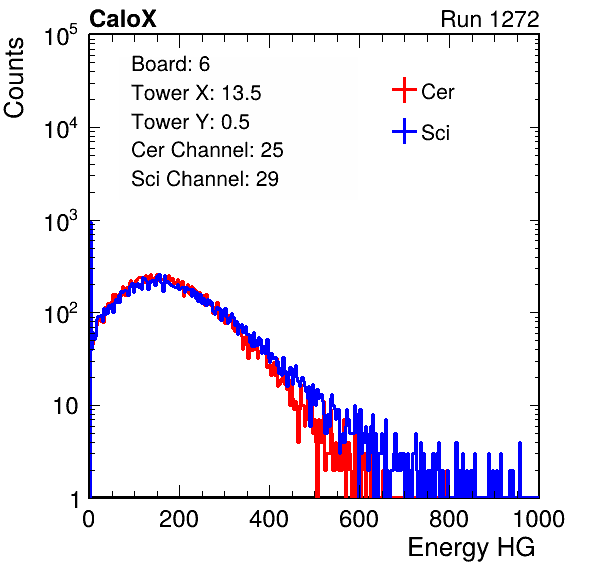 CaloX Run 1272
Counts
10^5
10^4
10^3
10^2
10
1
Board: 6
Tower X: 13.5
Tower Y: 0.5
Cer Channel: 25
Sci Channel: 29
Cer
Sci
0 200 400 600 800 1000
Energy HG